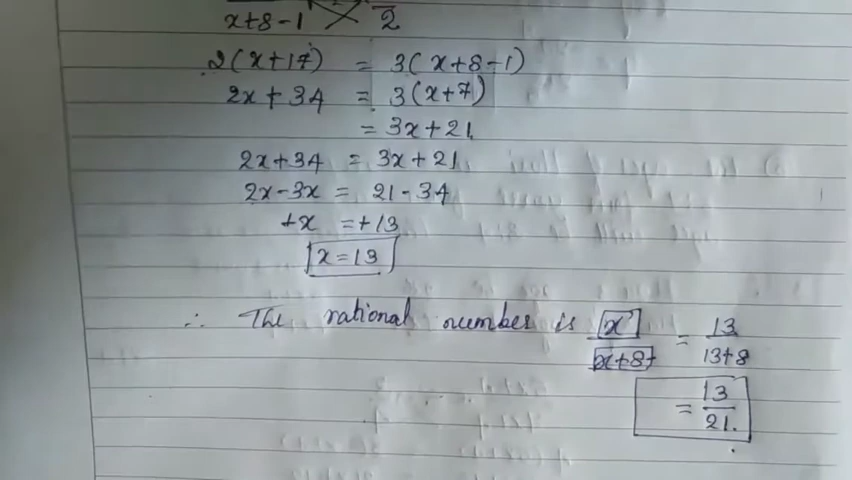 x+8-1 2
2(x+17) = 3(x+8-1)
2x+34 = 3(x+7)
= 3x+21
2x+34 = 3x+21
2x-3x = 21-34
+x = +13
x=13
∴ The rational number is x/x+8 = 13/13+8
= 13/21.